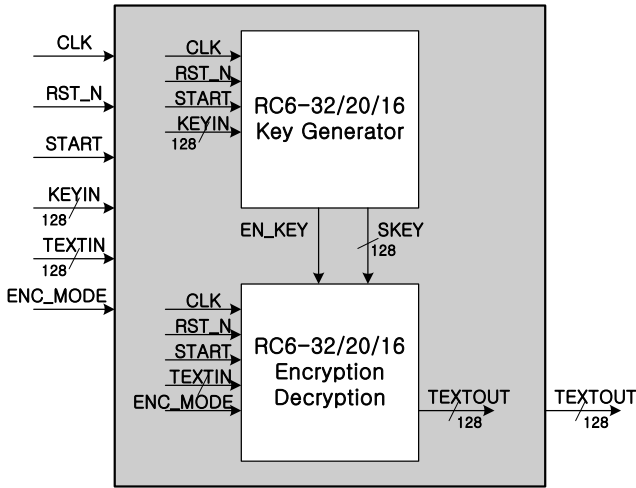 CLK
RST_N
START
KEYIN
128
TEXTIN
128
ENC_MODE
CLK
RST_N
START
KEYIN
128
RC6-32/20/16
Key Generator
EN_KEY
SKEY
128
CLK
RST_N
START
TEXTIN
ENC_MODE
RC6-32/20/16
Encryption
Decryption
TEXTOUT
128
TEXTOUT
128